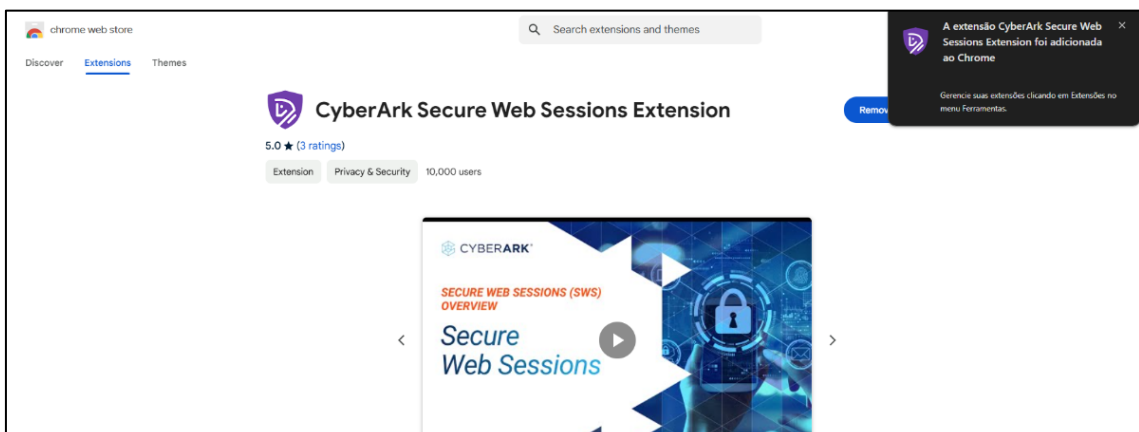 chrome web store
Search extensions and themes
Discover Extensions Themes
A extensão CyberArk Secure Web
Sessions Extension foi adicionada
ao Chrome
Gerencie suas extensões clicando em Extensões no
menu Ferramentas.
CyberArk Secure Web Sessions Extension
Remov
5.0 ★ (3 ratings)
Extension Privacy & Security 10,000 users
CYBERARK®
SECURE WEB SESSIONS (SWS)
OVERVIEW
Secure
Web Sessions